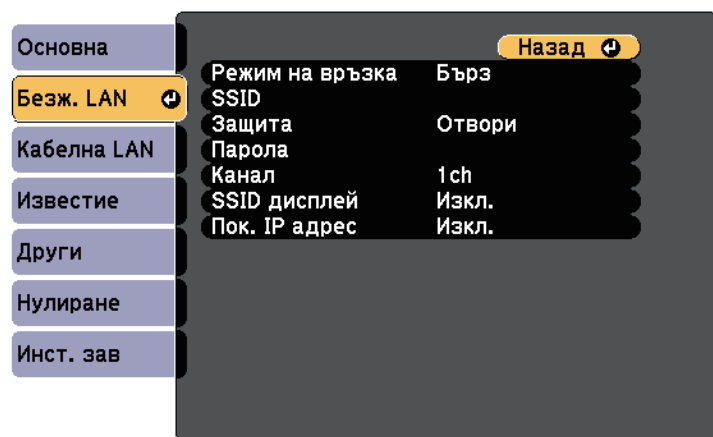 Основна
Безж. LAN
Кабелна LAN
Известие
Други
Нулиране
Инст. зав
Назад
Режим на връзка Бърз
SSID
Защита Отвори
Парола
Канал 1ch
SSID дисплей Изкл.
Пок. IP адрес Изкл.